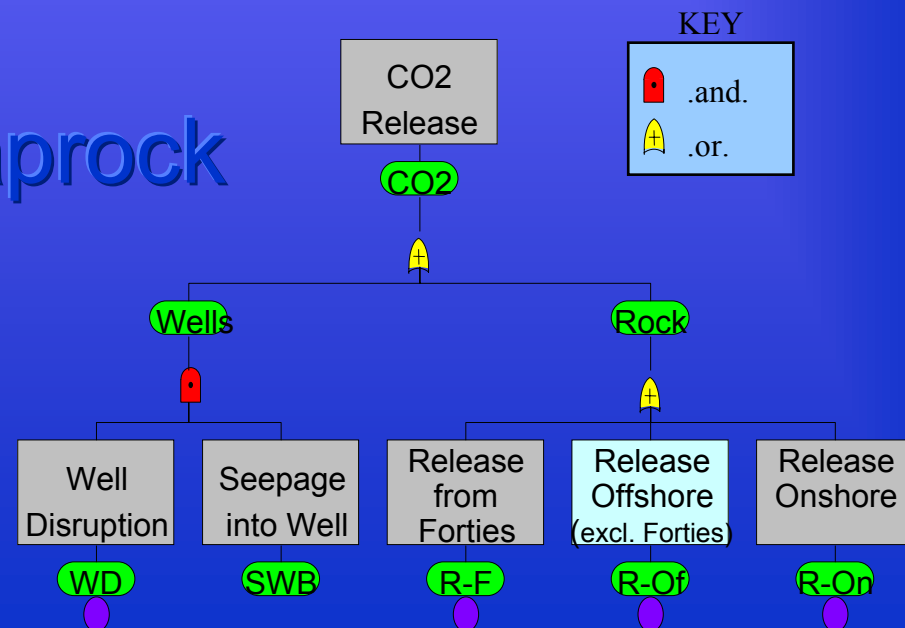 KEY
.and.
.or.
CO2
Release
CO2
Wells
Rock
Well
Disruption
Seepage
into Well
Release
from
Forties
Release
Offshore
(excl. Forties)
Release
Onshore
WD
SWB
R-F
R-Of
R-On